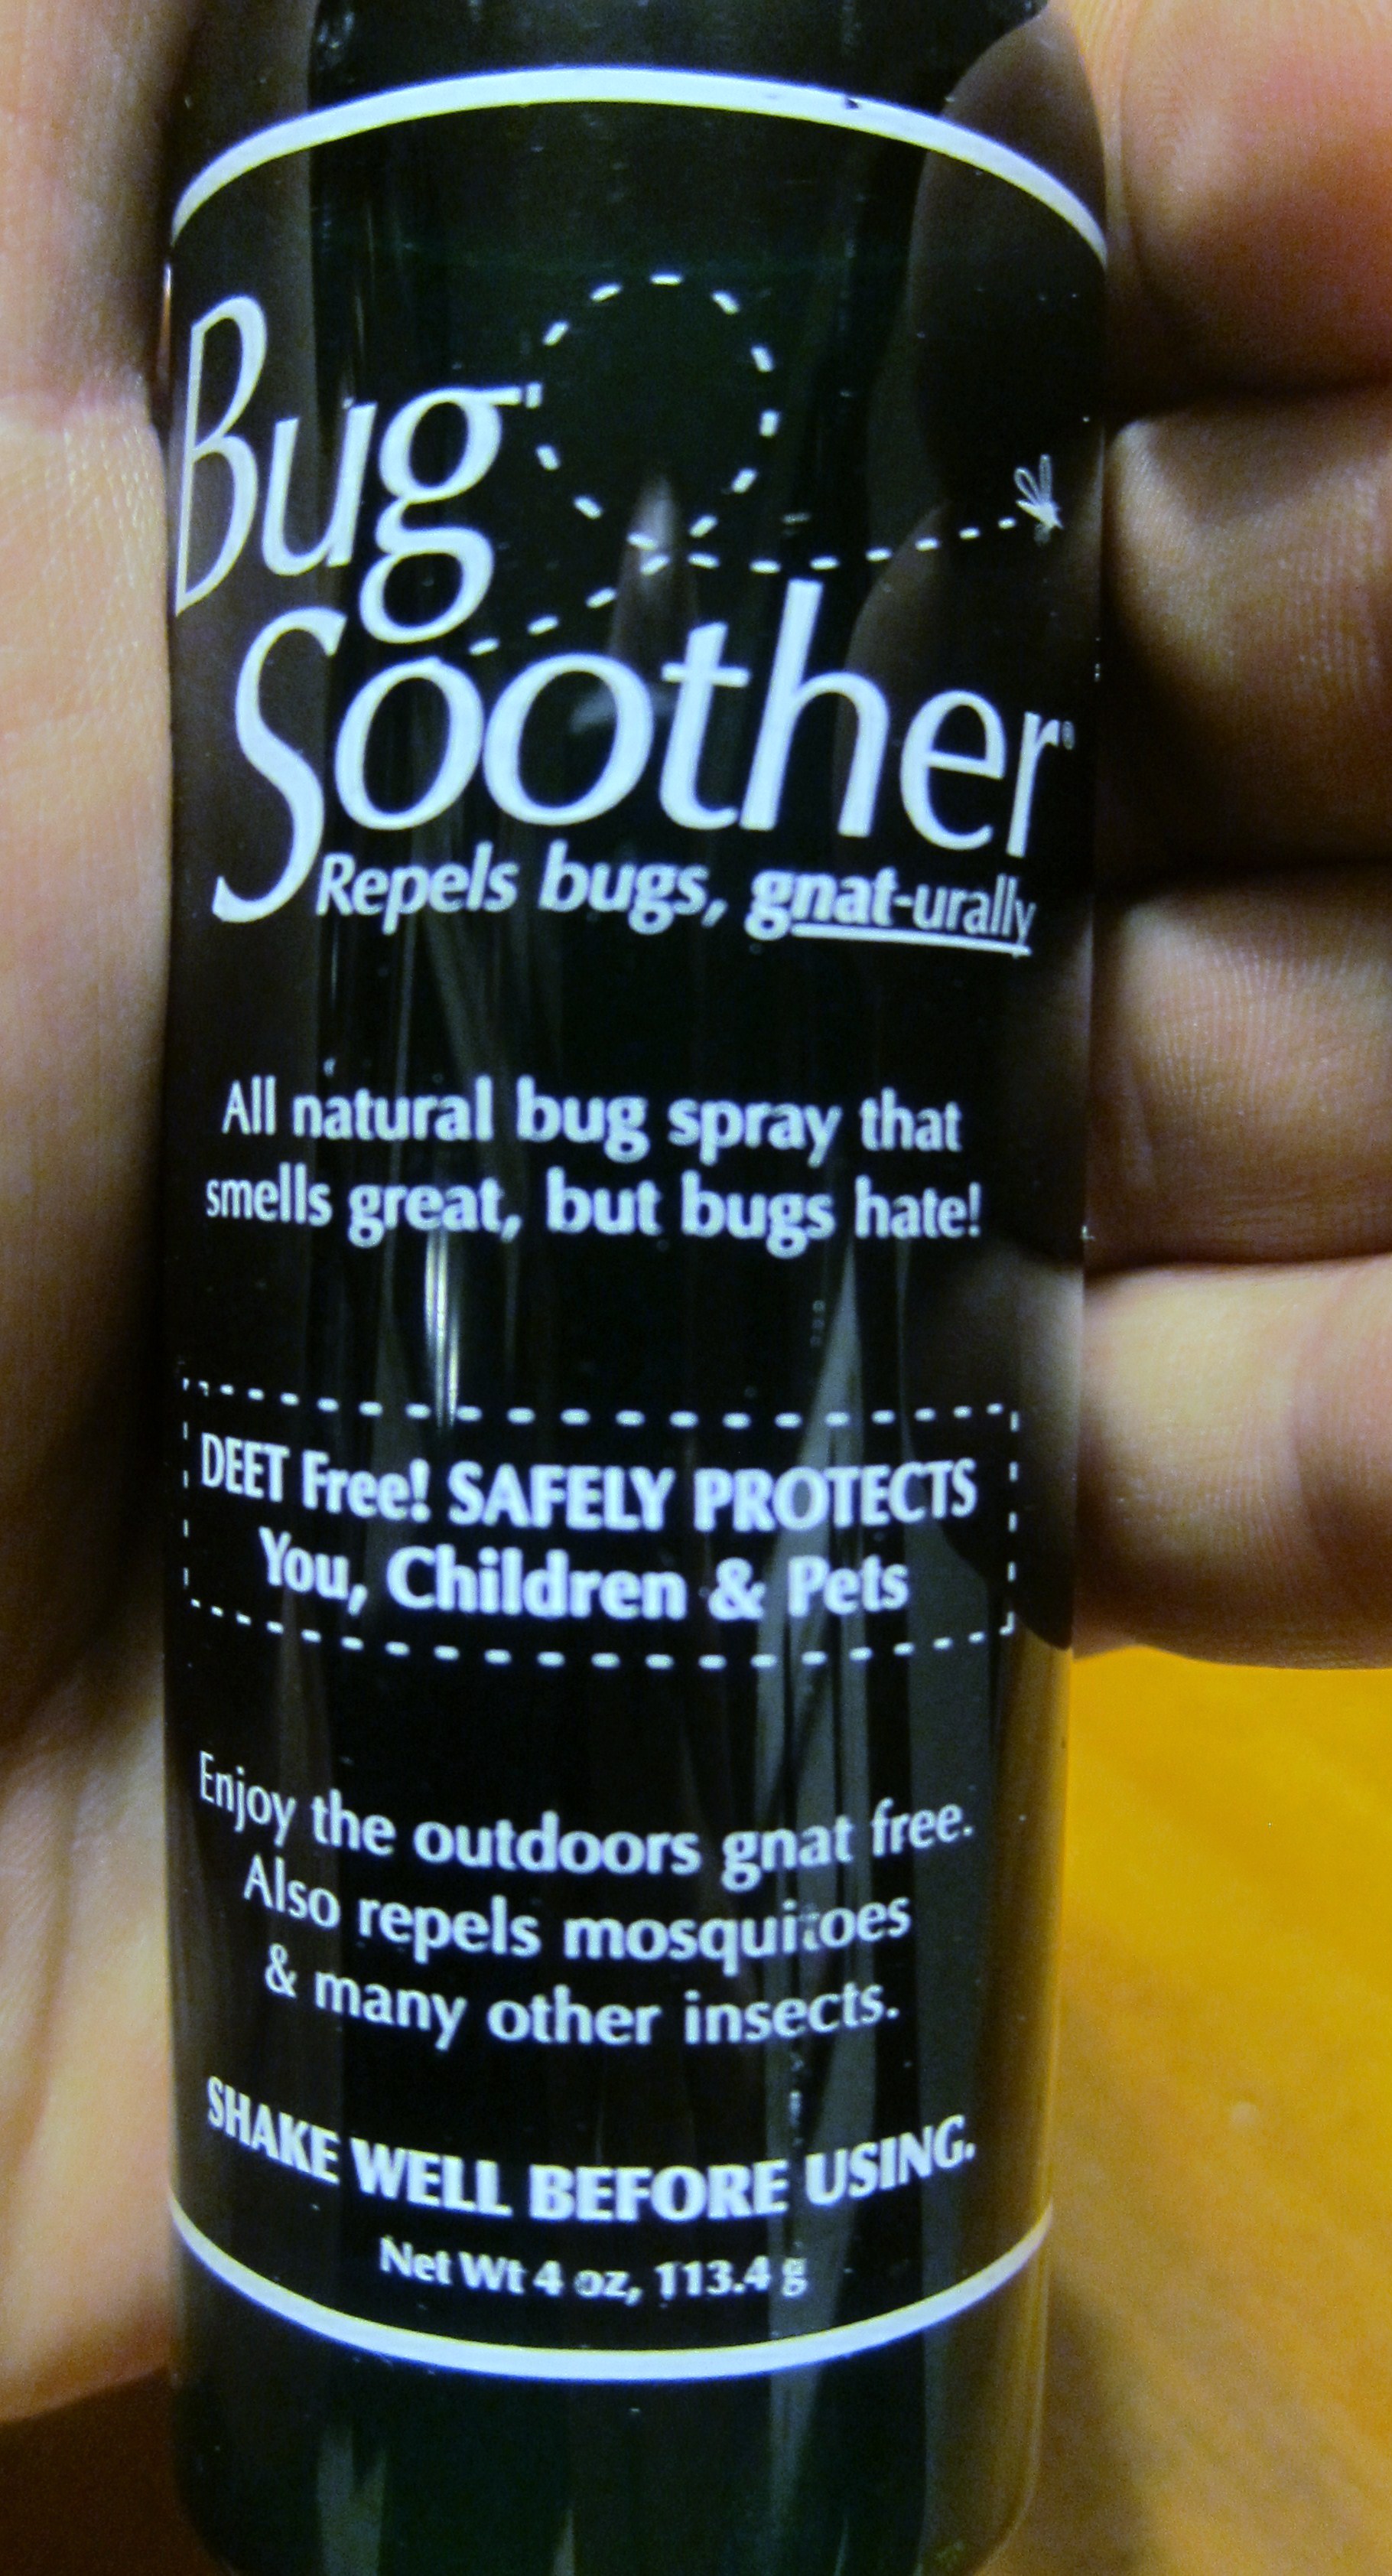 Bug
Soother®
Repels bugs, gnat-urally
All natural bug spray that
smells great, but bugs hate!
DEET Free! SAFELY PROTECTS
You, Children & Pets
Enjoy the outdoors gnat free.
Also repels mosquitoes
& many other insects.
SHAKE WELL BEFORE USING.
Net Wt 4 oz, 113.4 g